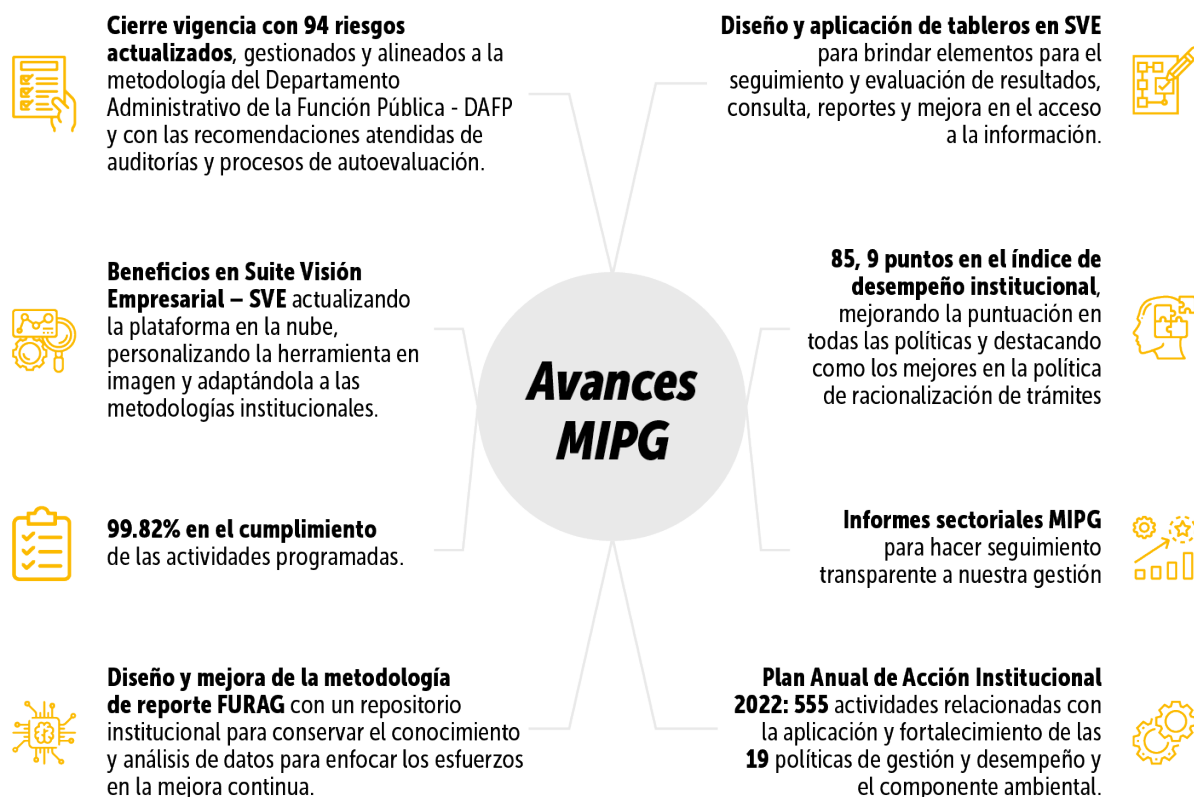 Cierre vigencia con 94 riesgos
actualizados, gestionados y alineados a la
metodología del Departamento
Administrativo de la Función Pública - DAFP
y con las recomendaciones atendidas de
auditorías y procesos de autoevaluación.
Beneficios en Suite Visión
Empresarial – SVE actualizando
la plataforma en la nube,
personalizando la herramienta en
imagen y adaptándola a las
metodologías institucionales.
99.82% en el cumplimiento
de las actividades programadas.
Diseño y mejora de la metodología
de reporte FURAG con un repositorio
institucional para conservar el conocimiento
y análisis de datos para enfocar los esfuerzos
en la mejora continua.
Avances
MIPG
Diseño y aplicación de tableros en SVE
para brindar elementos para el
seguimiento y evaluación de resultados,
consulta, reportes y mejora en el acceso
a la información.
85, 9 puntos en el índice de
desempeño institucional,
mejorando la puntuación en
todas las políticas y destacando
como los mejores en la política
de racionalización de trámites
Informes sectoriales MIPG
para hacer seguimiento
transparente a nuestra gestión
Plan Anual de Acción Institucional
2022: 555 actividades relacionadas con
la aplicación y fortalecimiento de las
19 políticas de gestión y desempeño y
el componente ambiental.